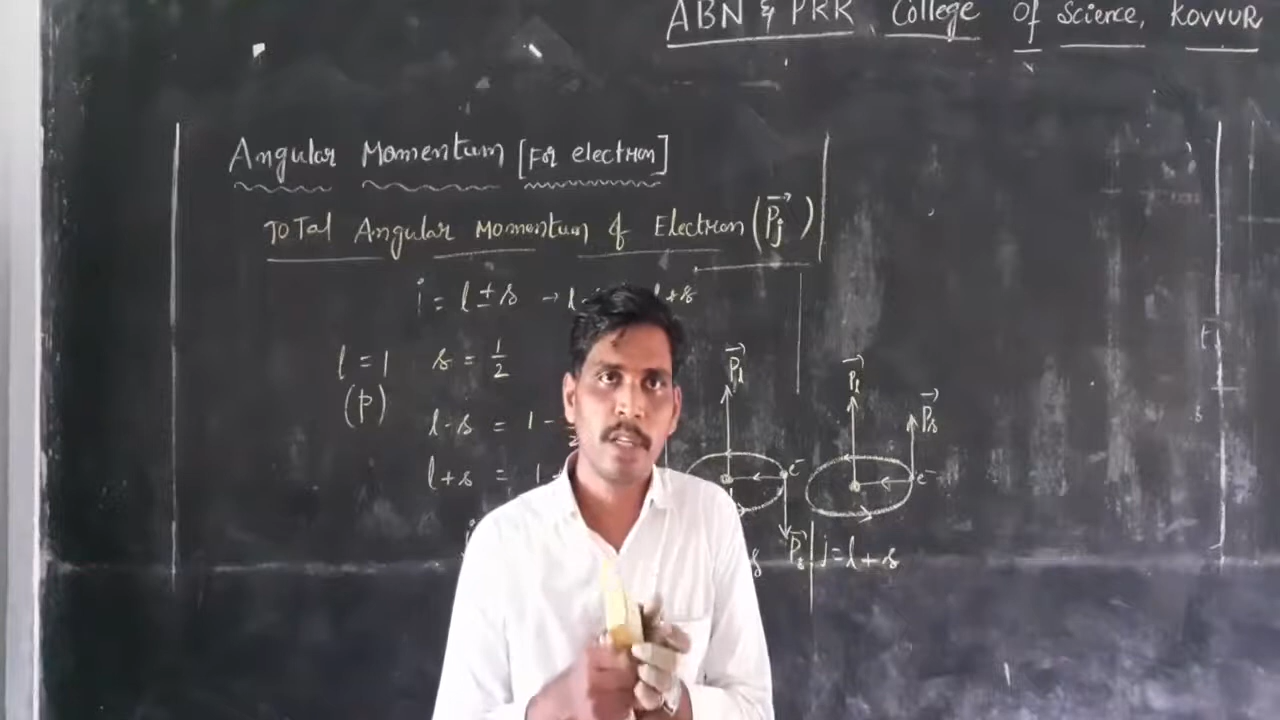 ABN & PRR College Of Science, KOVVUR
Angular Momentum [For electron]
TOTal Angular Momentum of Electron (P⃗j)
j = l ± s → l+s
l = 1 s = 1/2
(p)
l-s = 1 -
l+s = 1
P⃗l P⃗l P⃗s
e⁻ e⁻
s P⃗s j = l + s